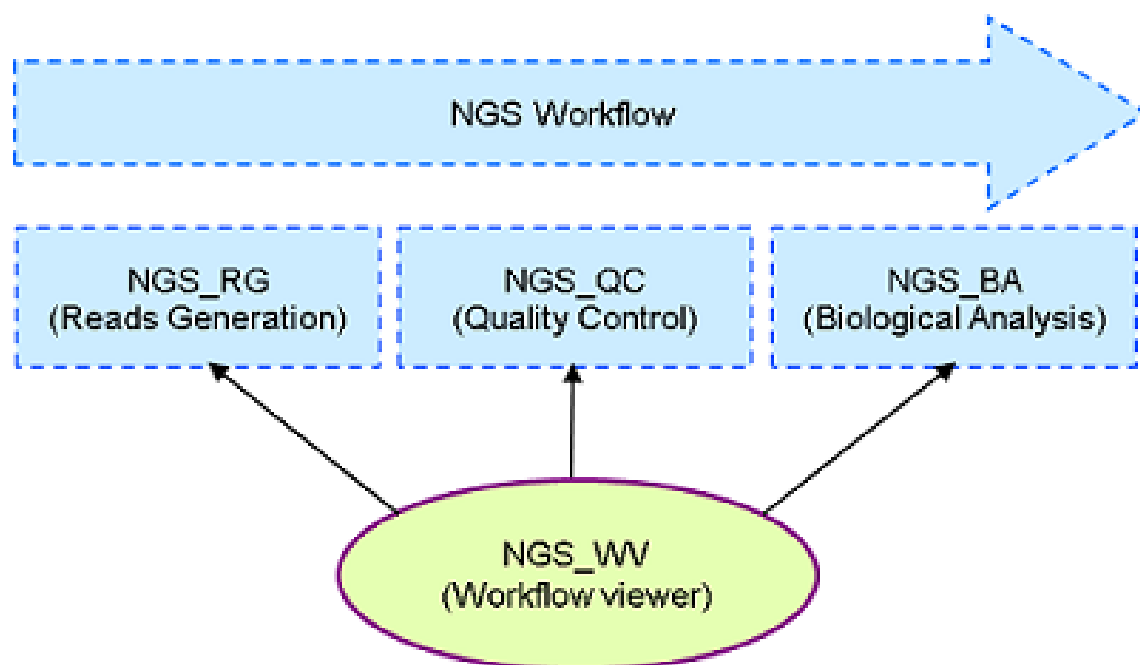 NGS Workflow
NGS_RG
(Reads Generation)
NGS_QC
(Quality Control)
NGS_BA
(Biological Analysis)
NGS_WV
(Workflow viewer)